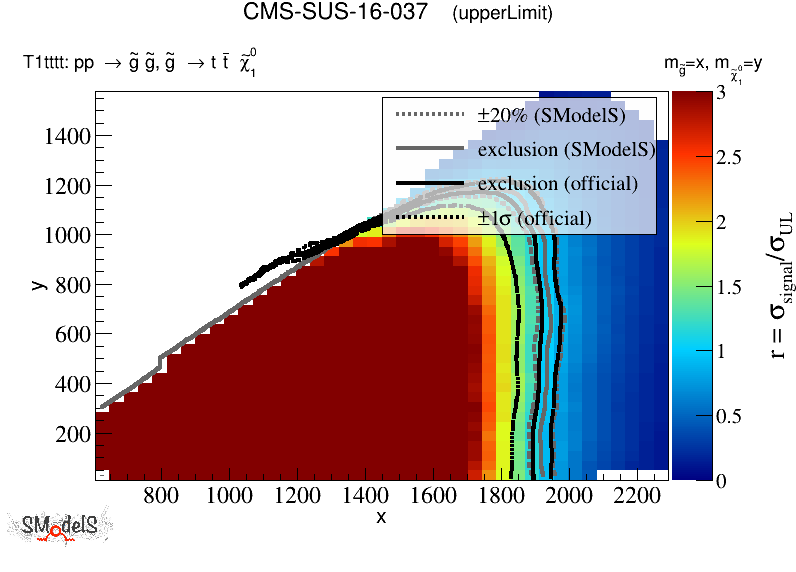 CMS-SUS-16-037 (upperLimit)
T1tttt: pp → g̃ g̃, g̃ → t t̄ χ̃₁⁰
m_g̃=x, m_χ̃₁⁰=y
±20% (SModelS)
exclusion (SModelS)
exclusion (official)
±1σ (official)
1400
1200
1000
800
600
400
200
y
800 1000 1200 1400 1600 1800 2000 2200
x
3
2.5
2
1.5
1
0.5
0
r = σ_signal/σ_UL
SModelS